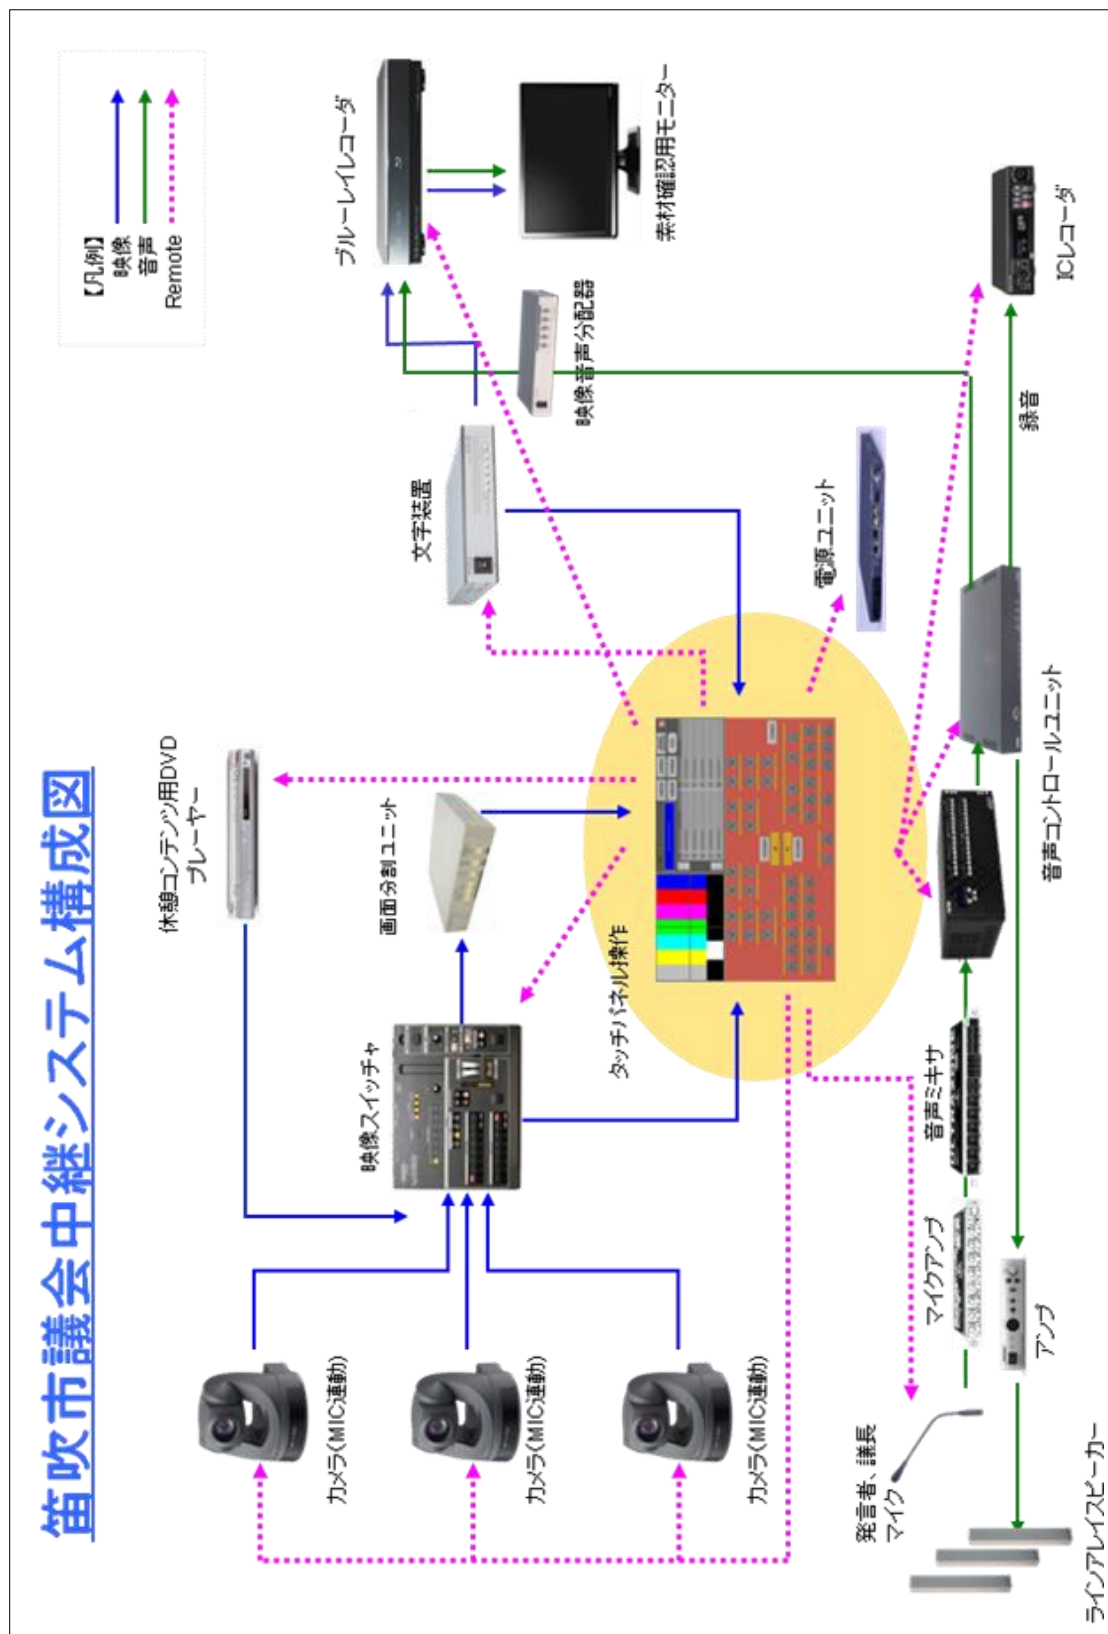 笛吹市議会中継システム構成図
【凡例】
映像
音声
Remote
休憩コンテンツ用DVD
プレーヤー
ブルーレイレコーダ
カメラ(MIC連動)
映像スイッチャ
画面分割ユニット
文字装置
映像音声分配器
素材確認用モニター
カメラ(MIC連動)
カメラ(MIC連動)
タッチパネル操作
電源ユニット
発言者、議長
マイク
マイクアンプ
音声ミキサ
音声コントロールユニット
録音
ICレコーダ
アンプ
ラインアレイスピーカー